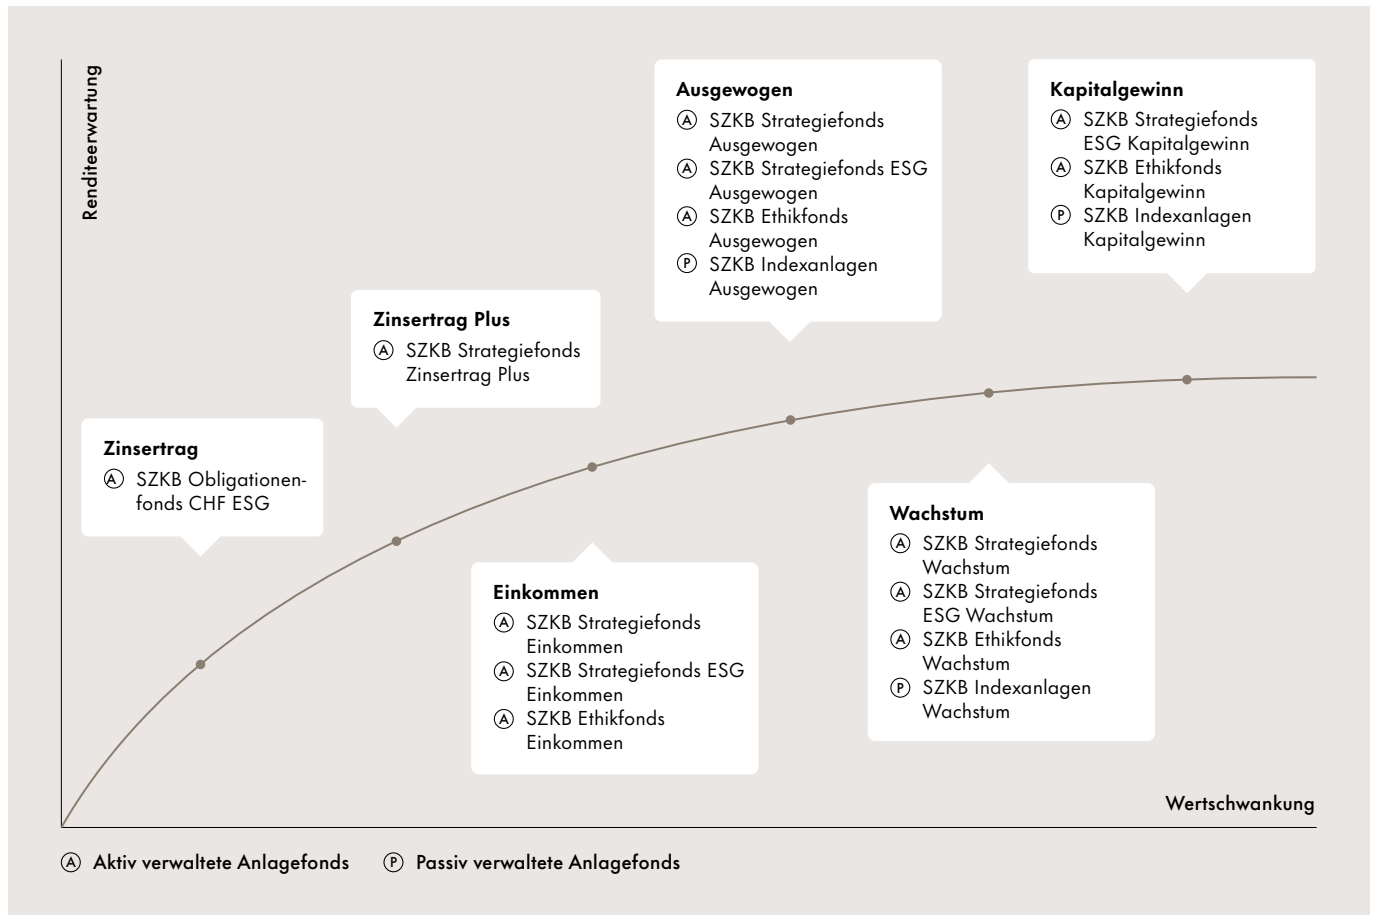 Renditeerwartung
Zinsertrag
Ⓐ SZKB Obligationen-
fonds CHF ESG
Zinsertrag Plus
Ⓐ SZKB Strategiefonds
Zinsertrag Plus
Einkommen
Ⓐ SZKB Strategiefonds
Einkommen
Ⓐ SZKB Strategiefonds ESG
Einkommen
Ⓐ SZKB Ethikfonds
Einkommen
Ausgewogen
Ⓐ SZKB Strategiefonds
Ausgewogen
Ⓐ SZKB Strategiefonds ESG
Ausgewogen
Ⓐ SZKB Ethikfonds
Ausgewogen
Ⓟ SZKB Indexanlagen
Ausgewogen
Wachstum
Ⓐ SZKB Strategiefonds
Wachstum
Ⓐ SZKB Strategiefonds
ESG Wachstum
Ⓐ SZKB Ethikfonds
Wachstum
Ⓟ SZKB Indexanlagen
Wachstum
Kapitalgewinn
Ⓐ SZKB Strategiefonds
ESG Kapitalgewinn
Ⓐ SZKB Ethikfonds
Kapitalgewinn
Ⓟ SZKB Indexanlagen
Kapitalgewinn
Wertschwankung
Ⓐ Aktiv verwaltete Anlagefonds Ⓟ Passiv verwaltete Anlagefonds